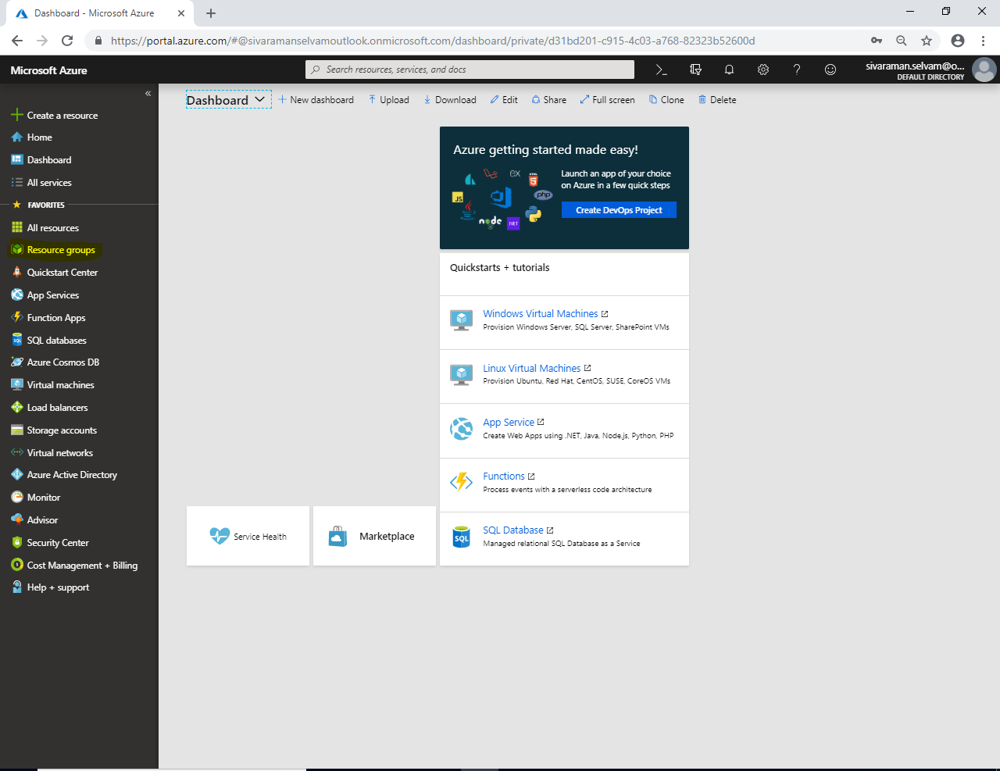 Dashboard - Microsoft Azure
https://portal.azure.com/#@sivaramanselvamoutlook.onmicrosoft.com/dashboard/private/d31bd201-c915-4c03-a768-82323b52600d
Microsoft Azure
Search resources, services, and docs
sivaraman.selvam@o...
DEFAULT DIRECTORY
Create a resource
Home
Dashboard
All services
FAVORITES
All resources
Resource groups
Quickstart Center
App Services
Function Apps
SQL databases
Azure Cosmos DB
Virtual machines
Load balancers
Storage accounts
Virtual networks
Azure Active Directory
Monitor
Advisor
Security Center
Cost Management + Billing
Help + support
Dashboard New dashboard Upload Download Edit Share Full screen Clone Delete
Azure getting started made easy!
Launch an app of your choice
on Azure in a few quick steps
Create DevOps Project
ex
HTML
5
JS
php
node
NET
Quickstarts + tutorials
Windows Virtual Machines
Provision Windows Server, SQL Server, SharePoint VMs
Linux Virtual Machines
Provision Ubuntu, Red Hat, CentOS, SUSE, CoreOS VMs
App Service
Create Web Apps using .NET, Java, Node.js, Python, PHP
Functions
Process events with a serverless code architecture
SQL
SQL Database
Managed relational SQL Database as a Service
Service Health
Marketplace